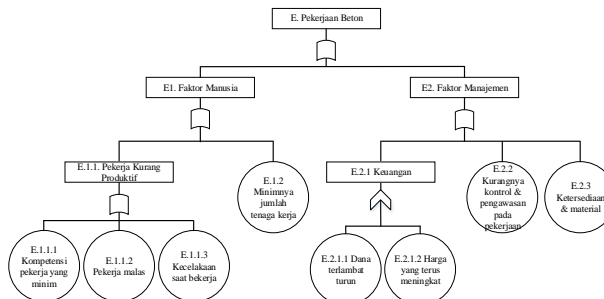 E. Pekerjaan Beton
E1. Faktor Manusia
E2. Faktor Manajemen
E.1.1. Pekerja Kurang
Produktif
E.1.2
Minimnya
jumlah
tenaga kerja
E.2.1 Keuangan
E.2.2
Kurangnya
kontrol &
pengawasan
pada
pekerjaan
E.2.3
Ketersediaan
& material
E.1.1.1
Kompetensi
pekerja yang
minim
E.1.1.2
Pekerja malas
E.1.1.3
Kecelakaan
saat bekerja
E.2.1.1 Dana
terlambat
turun
E.2.1.2 Harga
yang terus
meningkat